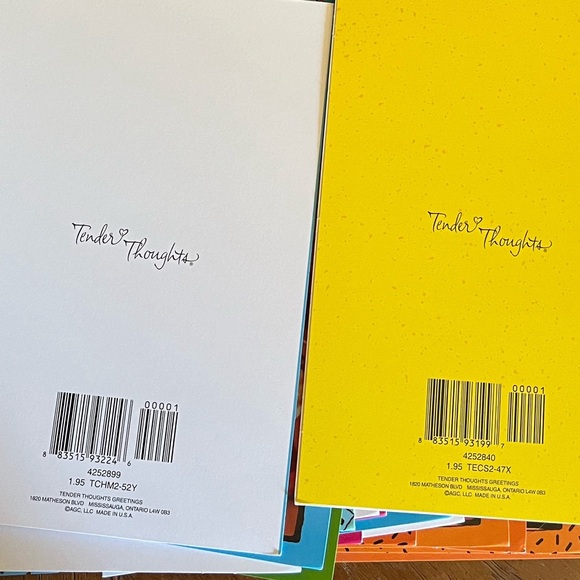 Tender
Thoughts®
00001
8 83515 93224 6
4252899
1.95 TCHM2-52Y
TENDER THOUGHTS GREETINGS
1820 MATHESON BLVD MISSISSAUGA, ONTARIO L4W 0B3
©AGC, LLC MADE IN U.S.A.
Tender
Thoughts®
00001
8 83515 93199 7
4252840
1.95 TECS2-47X
TENDER THOUGHTS GREETINGS
1820 MATHESON BLVD MISSISSAUGA, ONTARIO L4W 0B3
©AGC, LLC MADE IN U.S.A.